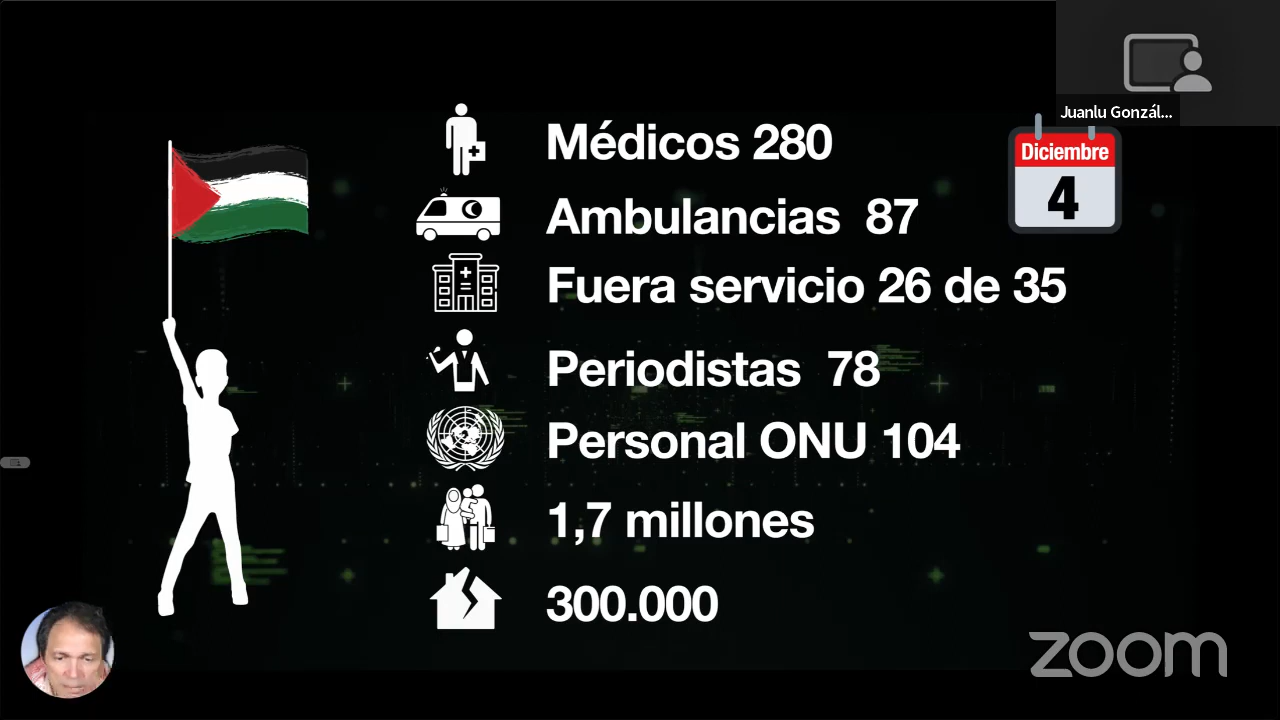 Juanlu Gonzál...
Médicos 280
Diciembre
4
Ambulancias 87
Fuera servicio 26 de 35
Periodistas 78
Personal ONU 104
1,7 millones
300.000
zoom